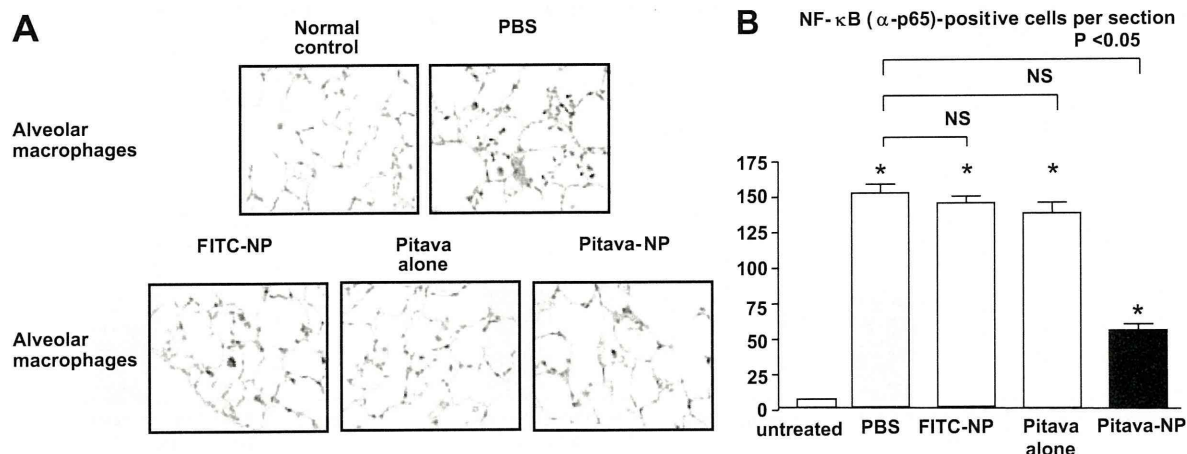 A
Normal
control
PBS
Alveolar
macrophages
FITC-NP
Pitava
alone
Pitava-NP
Alveolar
macrophages
B
NF-κB (α-p65)-positive cells per section
P <0.05
NS
NS
175
150
125
100
75
50
25
0
*
*
*
*
untreated
PBS
FITC-NP
Pitava
alone
Pitava-NP